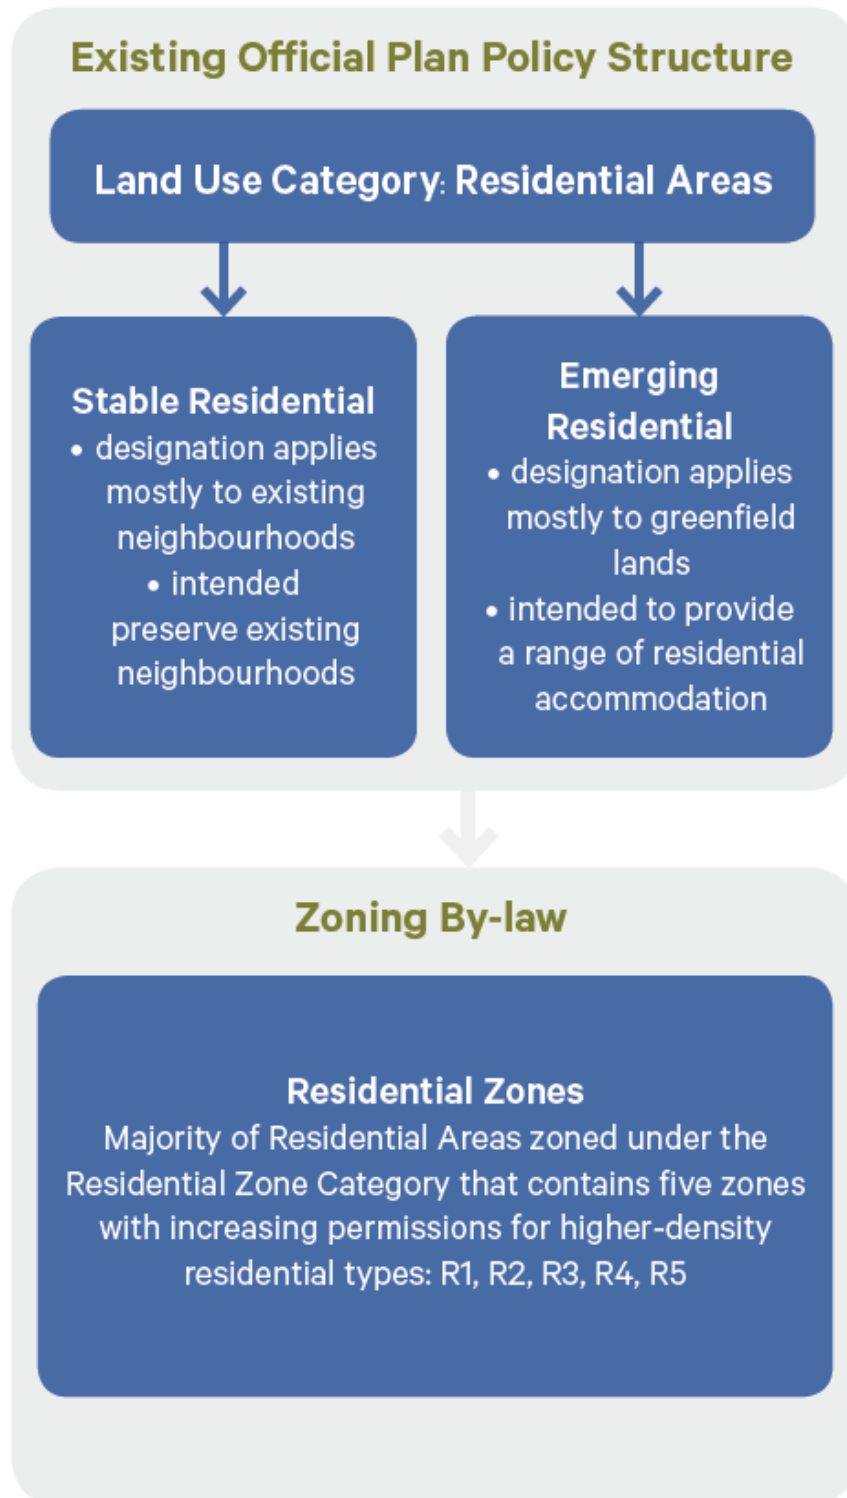 Existing Official Plan Policy Structure
Land Use Category: Residential Areas
Stable Residential
• designation applies
mostly to existing
neighbourhoods
• intended
preserve existing
neighbourhoods
Emerging
Residential
• designation applies
mostly to greenfield
lands
• intended to provide
a range of residential
accommodation
Zoning By-law
Residential Zones
Majority of Residential Areas zoned under the
Residential Zone Category that contains five zones
with increasing permissions for higher-density
residential types: R1, R2, R3, R4, R5